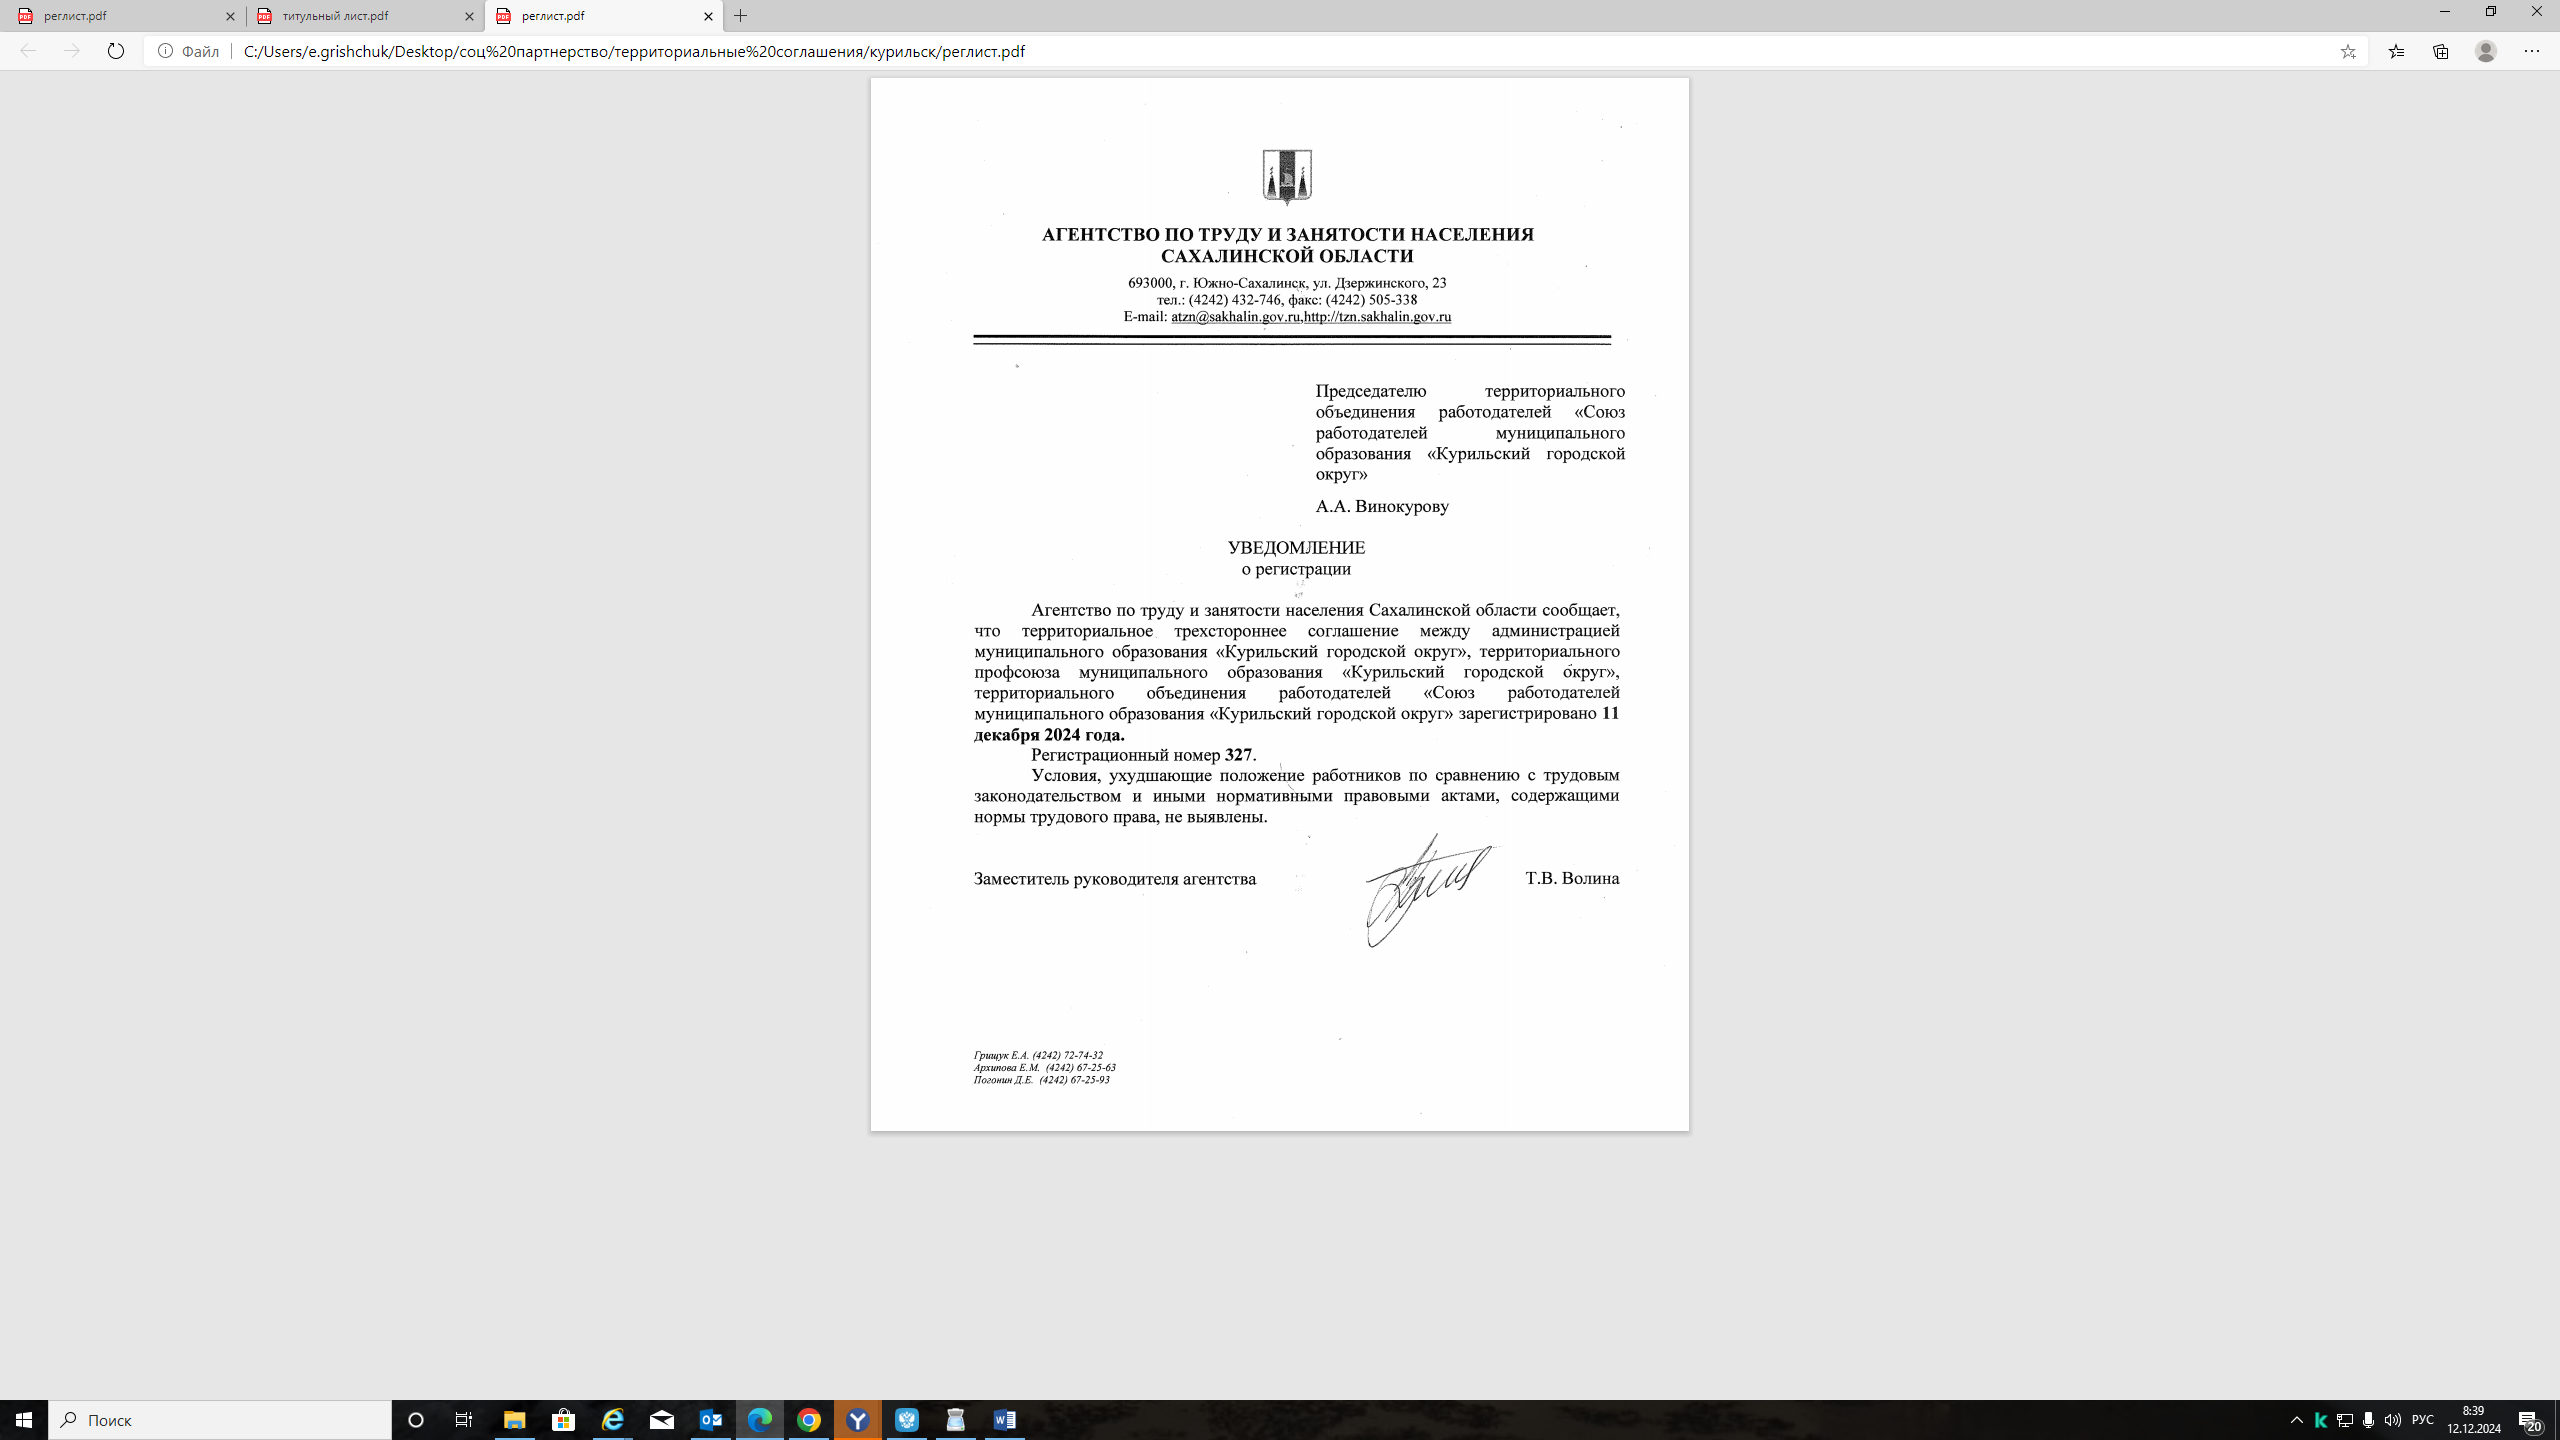 реглист.pdf
титульный лист.pdf
реглист.pdf
Файл
C:/Users/e.grishchuk/Desktop/соц%20партнерство/территориальные%20соглашения/курильск/реглист.pdf
АГЕНТСТВО ПО ТРУДУ И ЗАНЯТОСТИ НАСЕЛЕНИЯ
САХАЛИНСКОЙ ОБЛАСТИ
693000, г. Южно-Сахалинск, ул. Дзержинского, 23
тел.: (4242) 432-746, факс: (4242) 505-338
E-mail: atzn@sakhalin.gov.ru,http://tzn.sakhalin.gov.ru
Председателю территориального
объединения работодателей «Союз
работодателей муниципального
образования «Курильский городской
округ»
А.А. Винокурову
УВЕДОМЛЕНИЕ
о регистрации
Агентство по труду и занятости населения Сахалинской области сообщает,
что территориальное трехстороннее соглашение между администрацией
муниципального образования «Курильский городской округ», территориального
профсоюза муниципального образования «Курильский городской округ»,
территориального объединения работодателей «Союз работодателей
муниципального образования «Курильский городской округ» зарегистрировано 11
декабря 2024 года.
Регистрационный номер 327.
Условия, ухудшающие положение работников по сравнению с трудовым
законодательством и иными нормативными правовыми актами, содержащими
нормы трудового права, не выявлены.
Заместитель руководителя агентства Т.В. Волина
Грищук Е.А. (4242) 72-74-32
Архипова Е.М. (4242) 67-25-63
Погонин Д.Е. (4242) 67-25-93
Поиск
РУС
8:39
12.12.2024
20